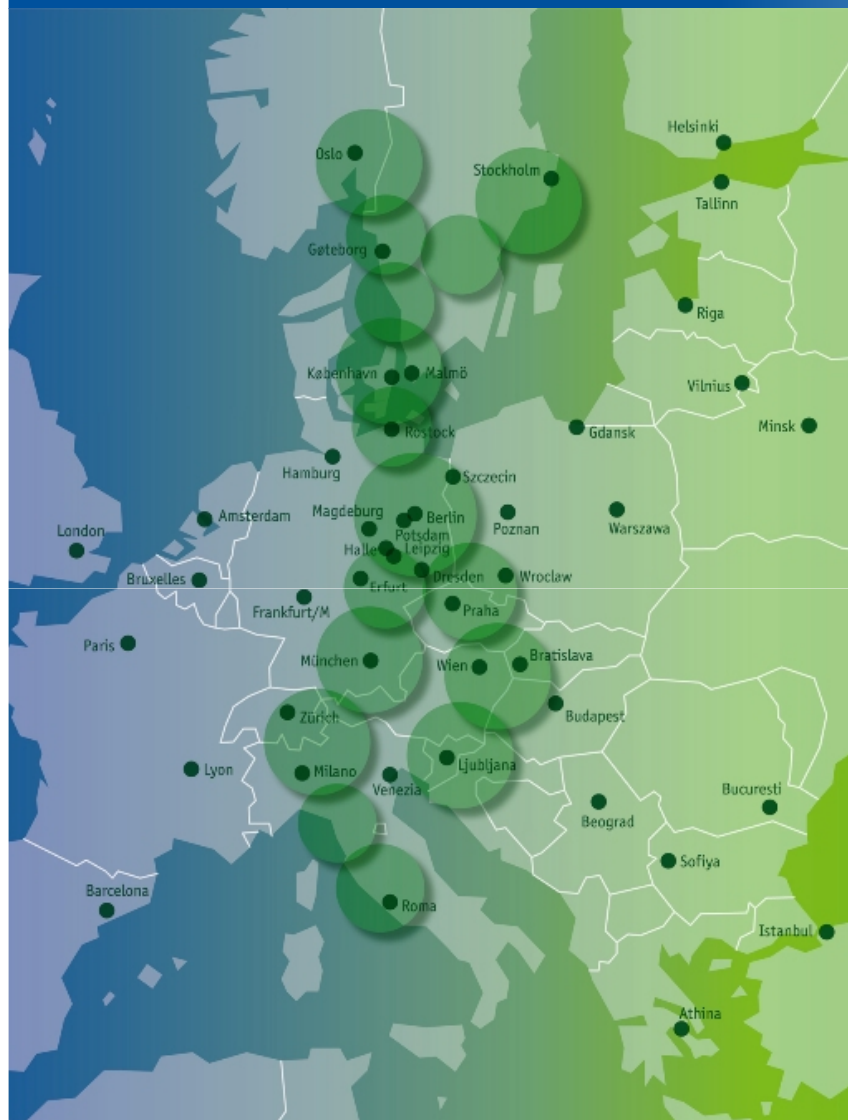 Helsinki
Oslo
Stockholm
Tallinn
Gøteborg
Riga
København
Malmö
Vilnius
Minsk
Rostock
Gdansk
Hamburg
Szczecin
Magdeburg
Berlin
Amsterdam
Poznan
Warszawa
London
Potsdam
Halle
Leipzig
Bruxelles
Erfurt
Dresden
Wroclaw
Frankfurt/M
Praha
Paris
München
Wien
Bratislava
Zürich
Budapest
Lyon
Milano
Ljubljana
Venezia
Bucuresti
Beograd
Sofiya
Barcelona
Roma
Istanbul
Athina